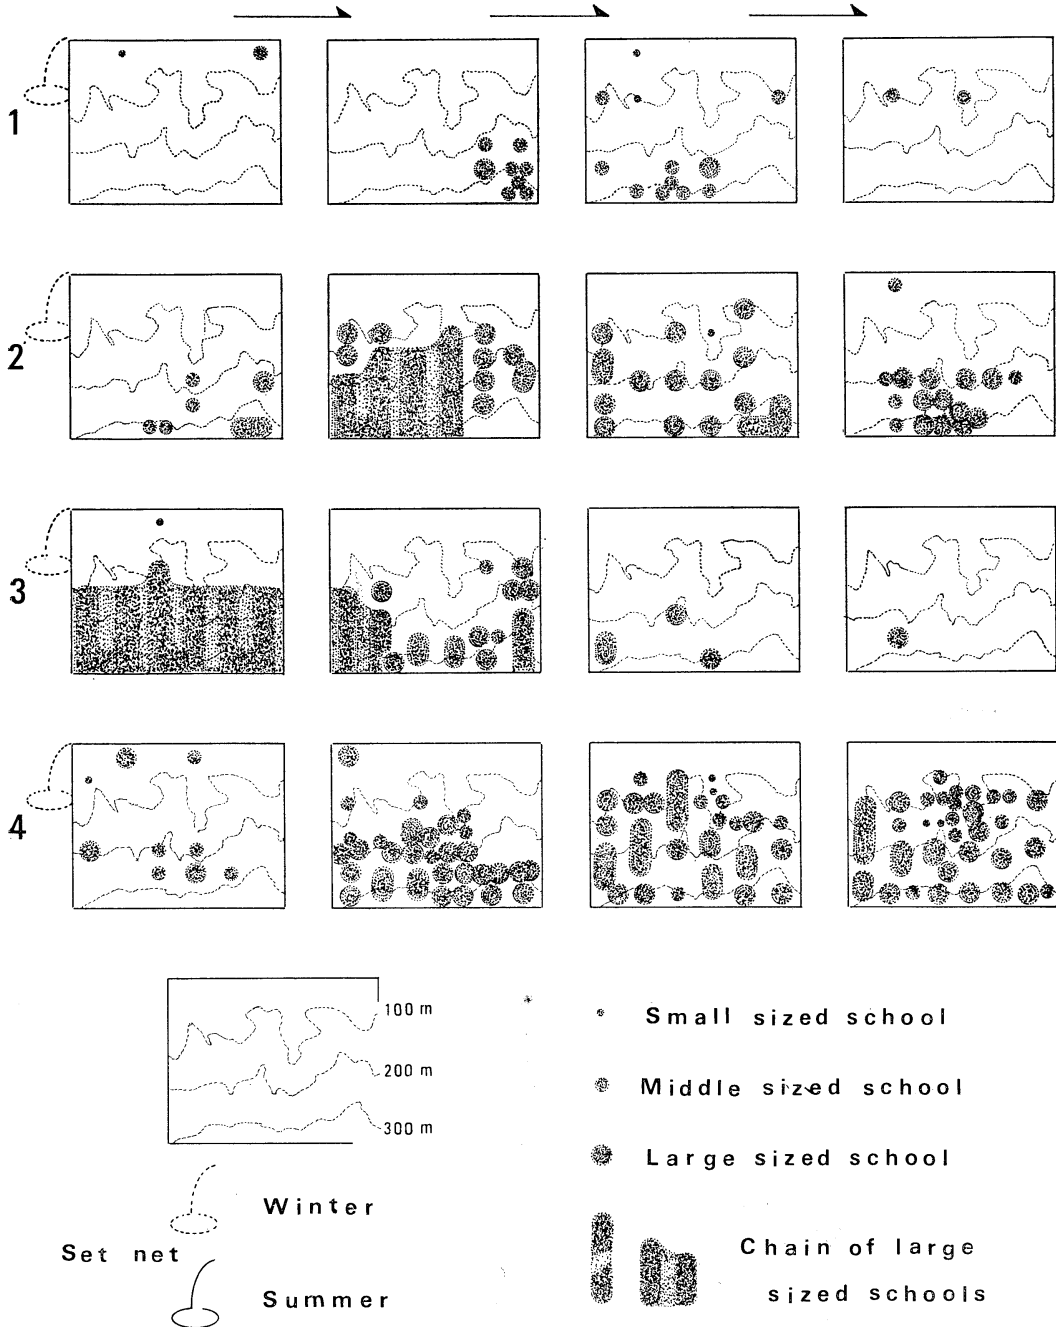 1
2
3
4
100 m
200 m
300 m
Small sized school
Middle sized school
Large sized school
Chain of large
sized schools
Winter
Set net
Summer